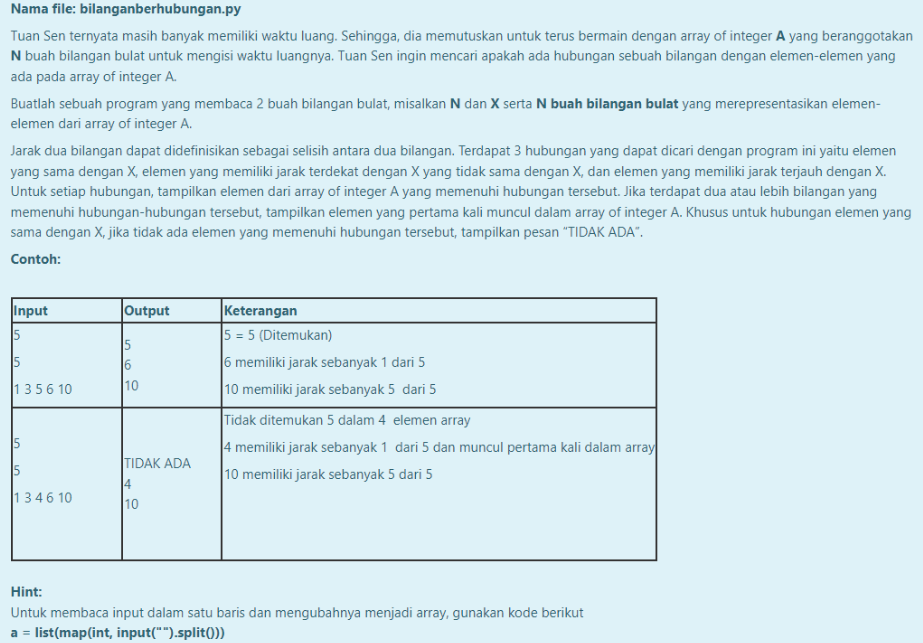 Nama file: bilanganberhubungan.py
Tuan Sen ternyata masih banyak memiliki waktu luang. Sehingga, dia memutuskan untuk terus bermain dengan array of integer A yang beranggotakan
N buah bilangan bulat untuk mengisi waktu luangnya. Tuan Sen ingin mencari apakah ada hubungan sebuah bilangan dengan elemen-elemen yang
ada pada array of integer A.
Buatlah sebuah program yang membaca 2 buah bilangan bulat, misalkan N dan X serta N buah bilangan bulat yang merepresentasikan elemen-
elemen dari array of integer A.
Jarak dua bilangan dapat didefinisikan sebagai selisih antara dua bilangan. Terdapat 3 hubungan yang dapat dicari dengan program ini yaitu elemen
yang sama dengan X, elemen yang memiliki jarak terdekat dengan X yang tidak sama dengan X, dan elemen yang memiliki jarak terjauh dengan X.
Untuk setiap hubungan, tampilkan elemen dari array of integer A yang memenuhi hubungan tersebut. Jika terdapat dua atau lebih bilangan yang
memenuhi hubungan-hubungan tersebut, tampilkan elemen yang pertama kali muncul dalam array of integer A. Khusus untuk hubungan elemen yang
sama dengan X, jika tidak ada elemen yang memenuhi hubungan tersebut, tampilkan pesan "TIDAK ADA".
Contoh:
Input
Output
Keterangan
5
5
1 3 5 6 10
5
6
10
5 = 5 (Ditemukan)
6 memiliki jarak sebanyak 1 dari 5
10 memiliki jarak sebanyak 5 dari 5
5
5
1 3 4 6 10
TIDAK ADA
4
10
Tidak ditemukan 5 dalam 4 elemen array
4 memiliki jarak sebanyak 1 dari 5 dan muncul pertama kali dalam array
10 memiliki jarak sebanyak 5 dari 5
Hint:
Untuk membaca input dalam satu baris dan mengubahnya menjadi array, gunakan kode berikut
a = list(map(int, input("").split()))